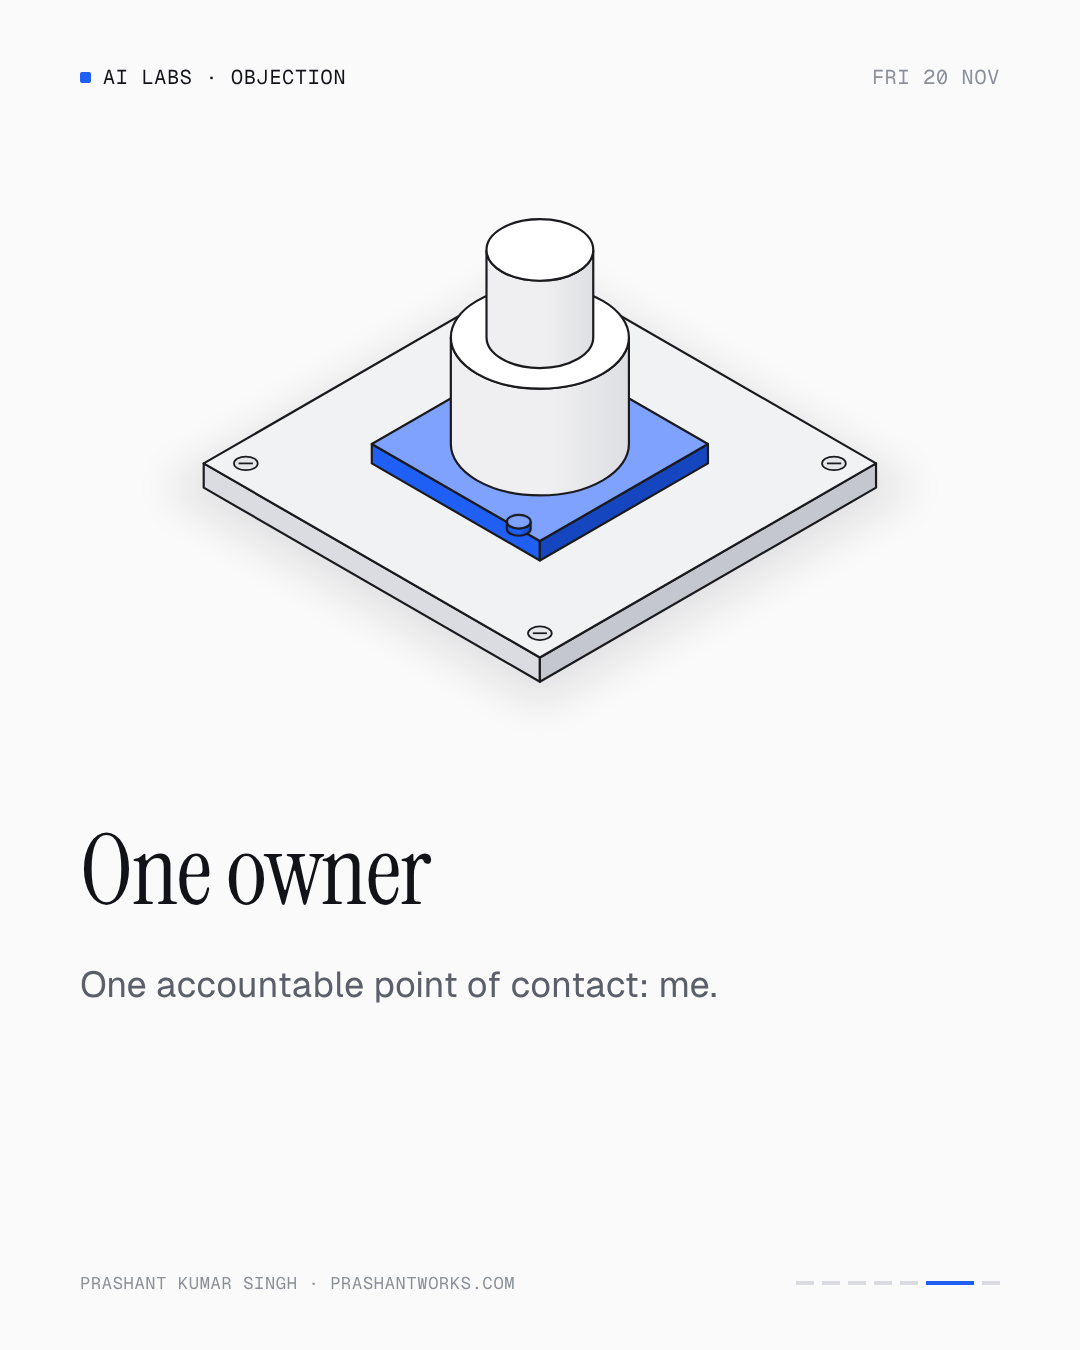 AI LABS · OBJECTION
FRI 20 NOV
One owner
One accountable point of contact: me.
PRASHANT KUMAR SINGH · PRASHANTWORKS.COM